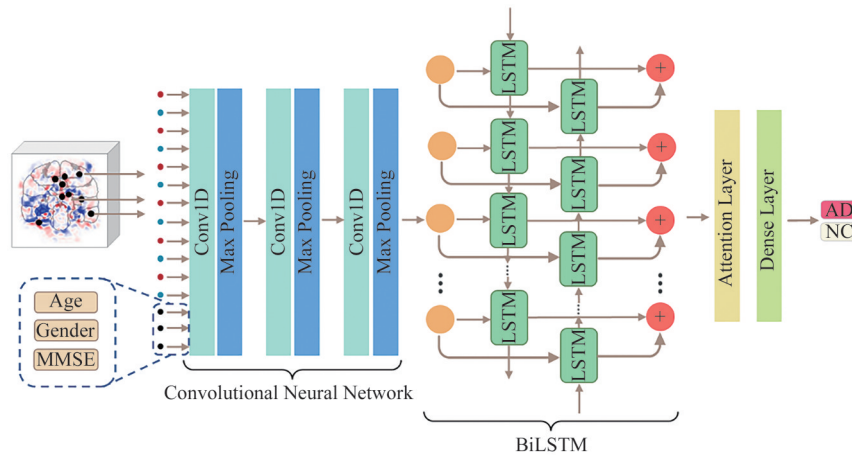 Age
Gender
MMSE
Conv1D
Max Pooling
Conv1D
Max Pooling
Conv1D
Max Pooling
Convolutional Neural Network
LSTM
LSTM
LSTM
LSTM
LSTM
LSTM
LSTM
LSTM
+
+
+
+
BiLSTM
Attention Layer
Dense Layer
AD
NC